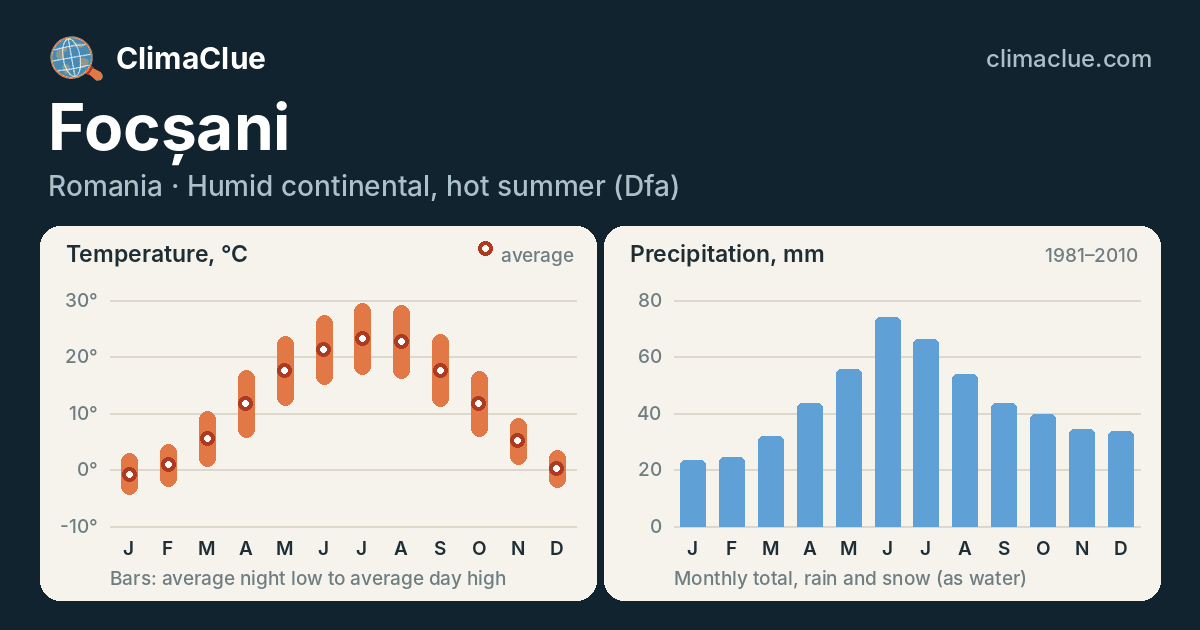 ClimaClue
climaclue.com
Focșani
Romania · Humid continental, hot summer (Dfa)
Temperature, °C
average
30°
20°
10°
0°
-10°
J F M A M J J A S O N D
Bars: average night low to average day high
Precipitation, mm
1981–2010
80
60
40
20
0
J F M A M J J A S O N D
Monthly total, rain and snow (as water)